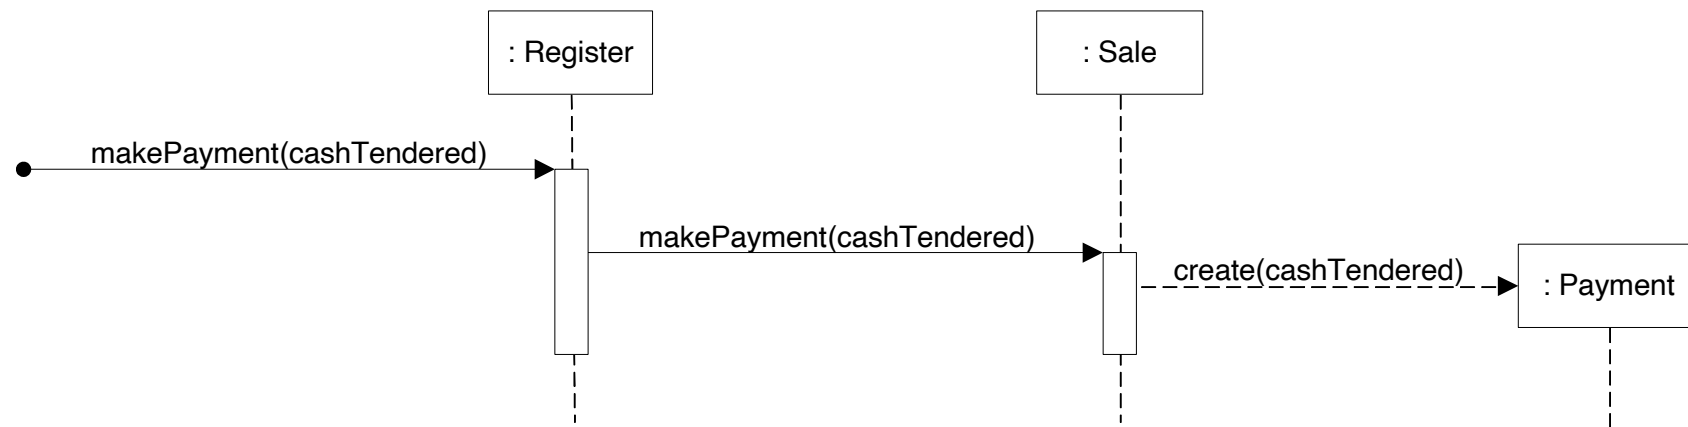 : Register
: Sale
makePayment(cashTendered)
makePayment(cashTendered)
create(cashTendered)
: Payment